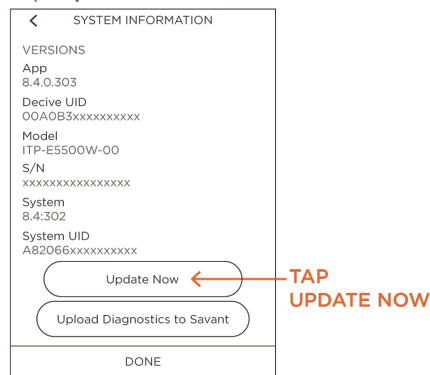 SYSTEM INFORMATION
VERSIONS
App
8.4.0.303
Decive UID
00A0B3xxxxxxxxxx
Model
ITP-E5500W-00
S/N
xxxxxxxxxxxxxxxx
System
8.4:302
System UID
A82066xxxxxxxxxx
Update Now
TAP
UPDATE NOW
Upload Diagnostics to Savant
DONE